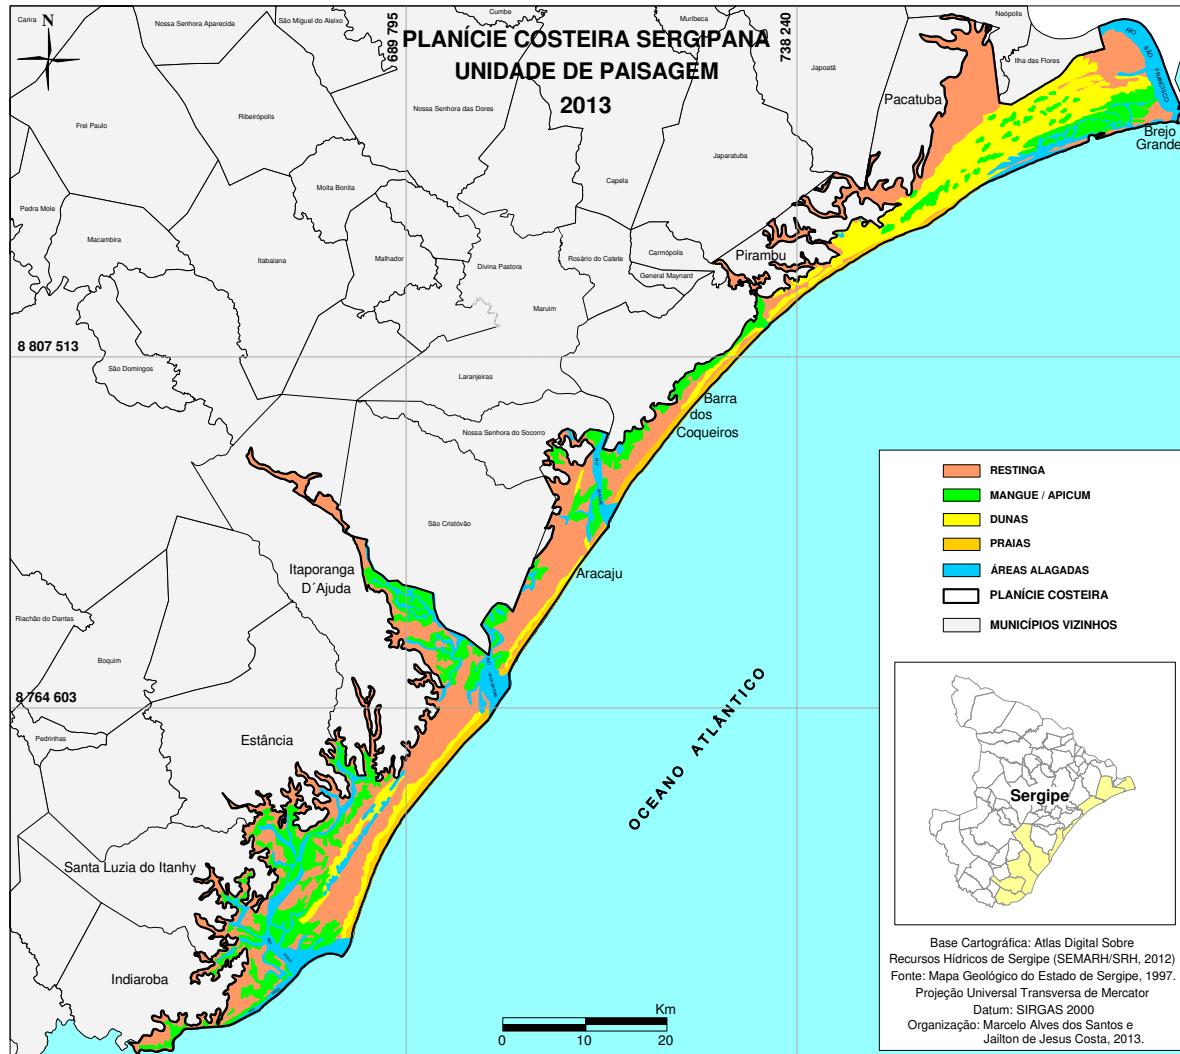 PLANÍCIE COSTEIRA SERGIPANA
UNIDADE DE PAISAGEM
2013
N
689 795
738 240
8 807 513
8 764 603
Carira
Nossa Senhora Aparecida
São Miguel do Aleixo
Cumbe
Muribeca
Neópolis
Ilha das Flores
Japoatã
Pacatuba
RIO
SÃO
FRANCISCO
Brejo
Grande
Frei Paulo
Ribeirópolis
Nossa Senhora das Dores
Japaratuba
Capela
Moita Bonita
Pedra Mole
Macambira
Itabaiana
Malhador
Divina Pastora
Rosário do Catete
Carmópolis
General Maynard
Pirambu
Maruim
São Domingos
Laranjeiras
Barra
dos
Coqueiros
Nossa Senhora do Socorro
São Cristóvão
Aracaju
Itaporanga
D´Ajuda
Riachão do Dantas
Boquim
Pedrinhas
Estância
Santa Luzia do Itanhy
Indiaroba
OCEANO ATLÂNTICO
Km
0 10 20
RESTINGA
MANGUE / APICUM
DUNAS
PRAIAS
ÁREAS ALAGADAS
PLANÍCIE COSTEIRA
MUNICÍPIOS VIZINHOS
Sergipe
Base Cartográfica: Atlas Digital Sobre
Recursos Hídricos de Sergipe (SEMARH/SRH, 2012)
Fonte: Mapa Geológico do Estado de Sergipe, 1997.
Projeção Universal Transversa de Mercator
Datum: SIRGAS 2000
Organização: Marcelo Alves dos Santos e
Jailton de Jesus Costa, 2013.